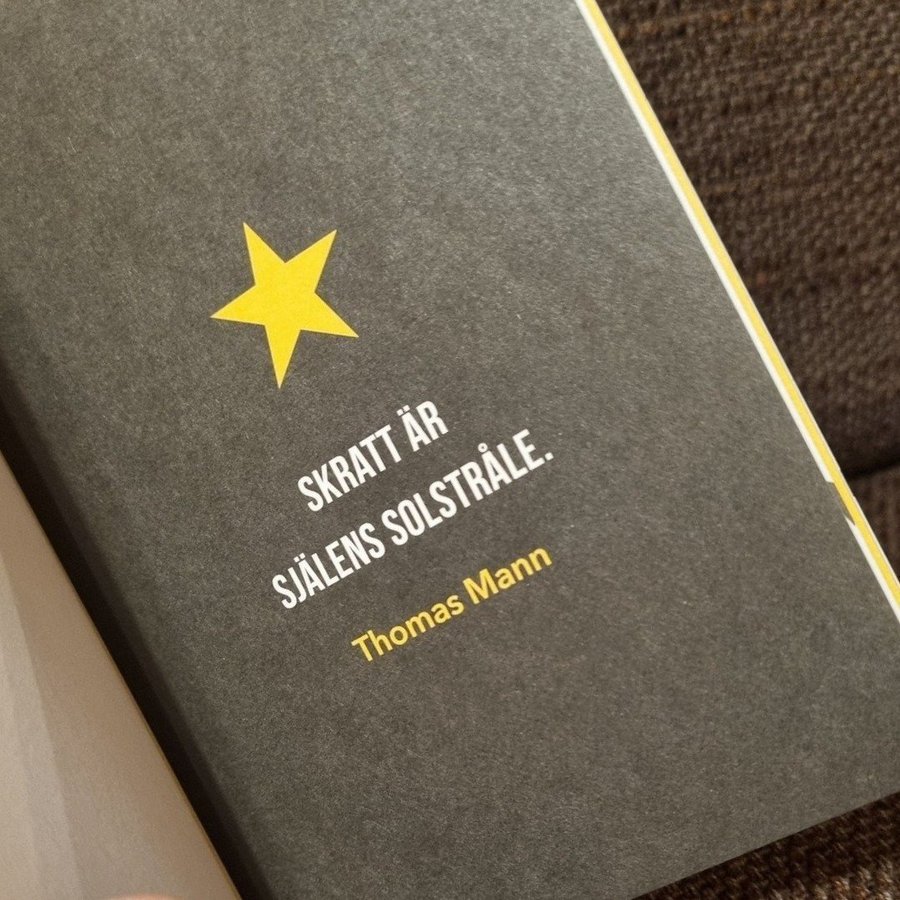 SKRATT ÄR
SJÄLENS SOLSTRÅLE.
Thomas Mann